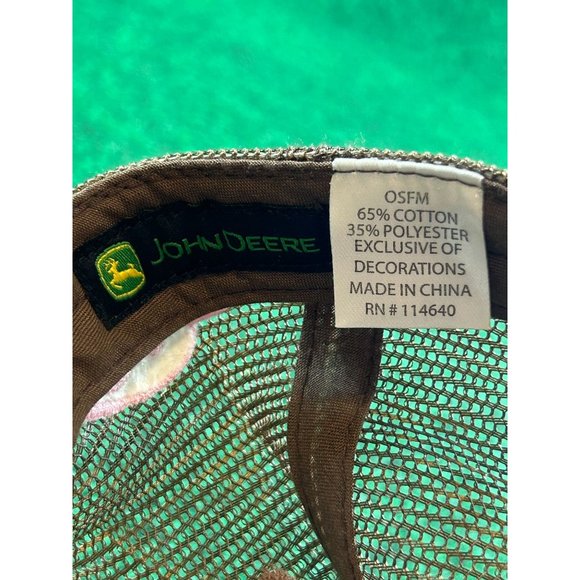 JOHN DEERE
OSFM
65% COTTON
35% POLYESTER
EXCLUSIVE OF
DECORATIONS
MADE IN CHINA
RN # 114640